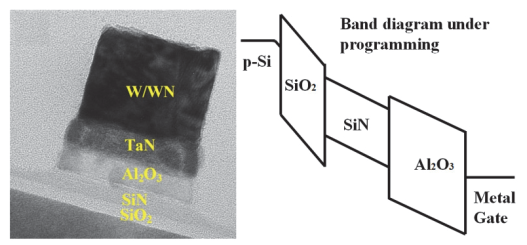 W/WN
TaN
Al2O3
SiN
SiO2
Band diagram under
programming
p-Si
SiO2
SiN
Al2O3
Metal
Gate